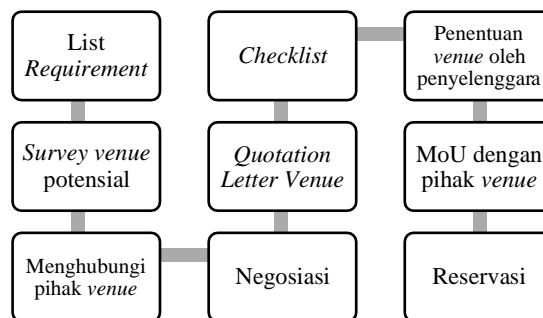 List
Requirement
Survey venue
potensial
Menghubungi
pihak venue
Negosiasi
Quotation
Letter Venue
Checklist
Penentuan
venue oleh
penyelenggara
MoU dengan
pihak venue
Reservasi